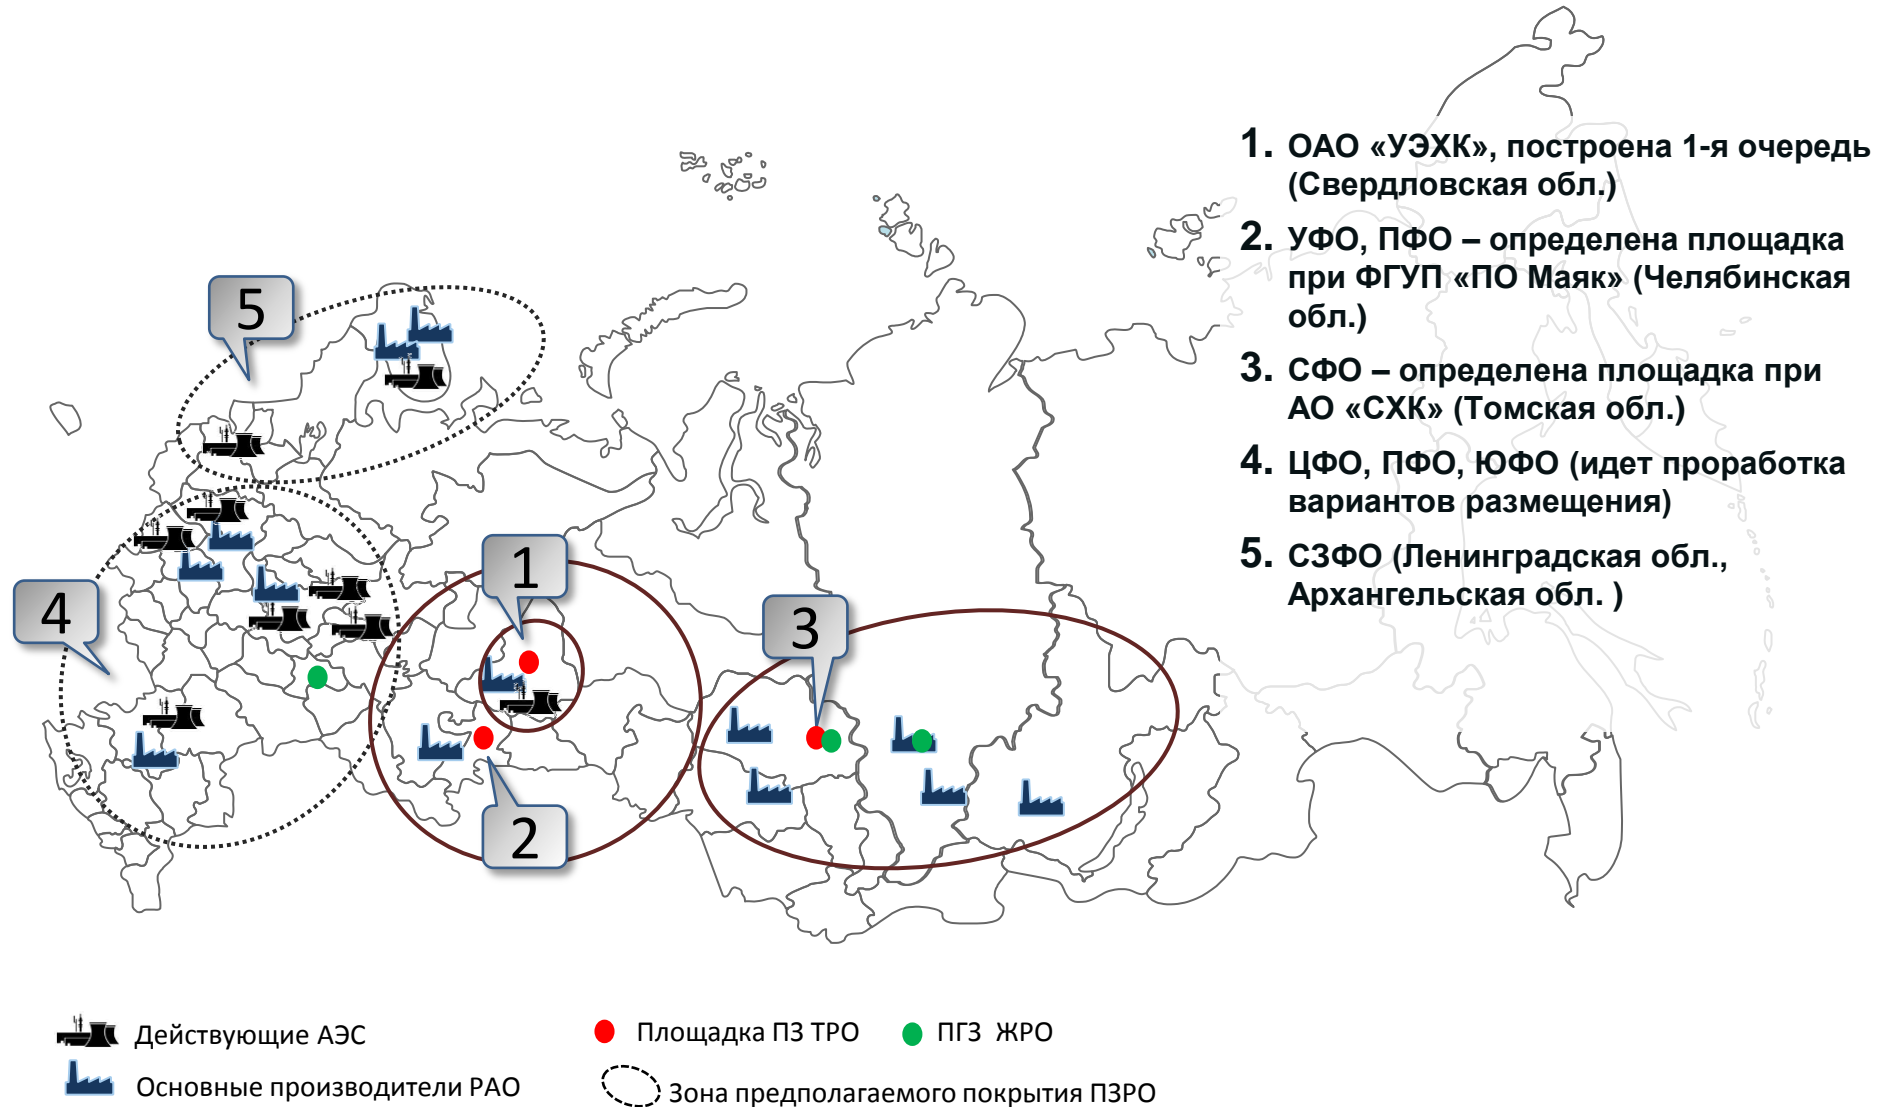 1. ОАО «УЭХК», построена 1-я очередь
(Свердловская обл.)
2. УФО, ПФО – определена площадка
при ФГУП «ПО Маяк» (Челябинская
обл.)
3. СФО – определена площадка при
АО «СХК» (Томская обл.)
4. ЦФО, ПФО, ЮФО (идет проработка
вариантов размещения)
5. СЗФО (Ленинградская обл.,
Архангельская обл. )
5
1
4
3
2
Действующие АЭС
Площадка ПЗ ТРО
ПГЗ ЖРО
Основные производители РАО
Зона предполагаемого покрытия ПЗРО